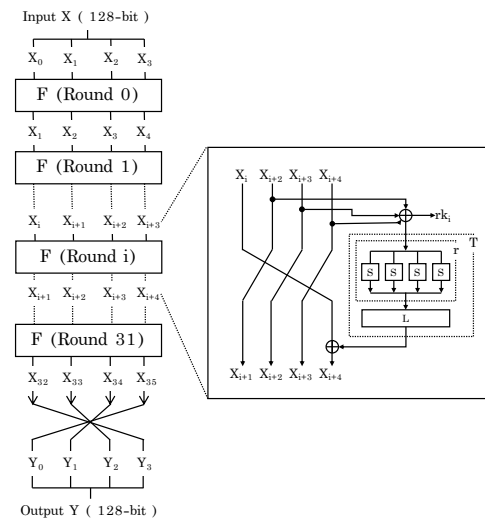 Input X ( 128-bit )
X0 X1 X2 X3
F (Round 0)
X1 X2 X3 X4
F (Round 1)
Xi Xi+1 Xi+2 Xi+3
F (Round i)
Xi+1 Xi+2 Xi+3 Xi+4
F (Round 31)
X32 X33 X34 X35
Y0 Y1 Y2 Y3
Output Y ( 128-bit )
Xi Xi+2 Xi+3 Xi+4
rki
T
r
S S S S
L
Xi+1 Xi+2 Xi+3 Xi+4